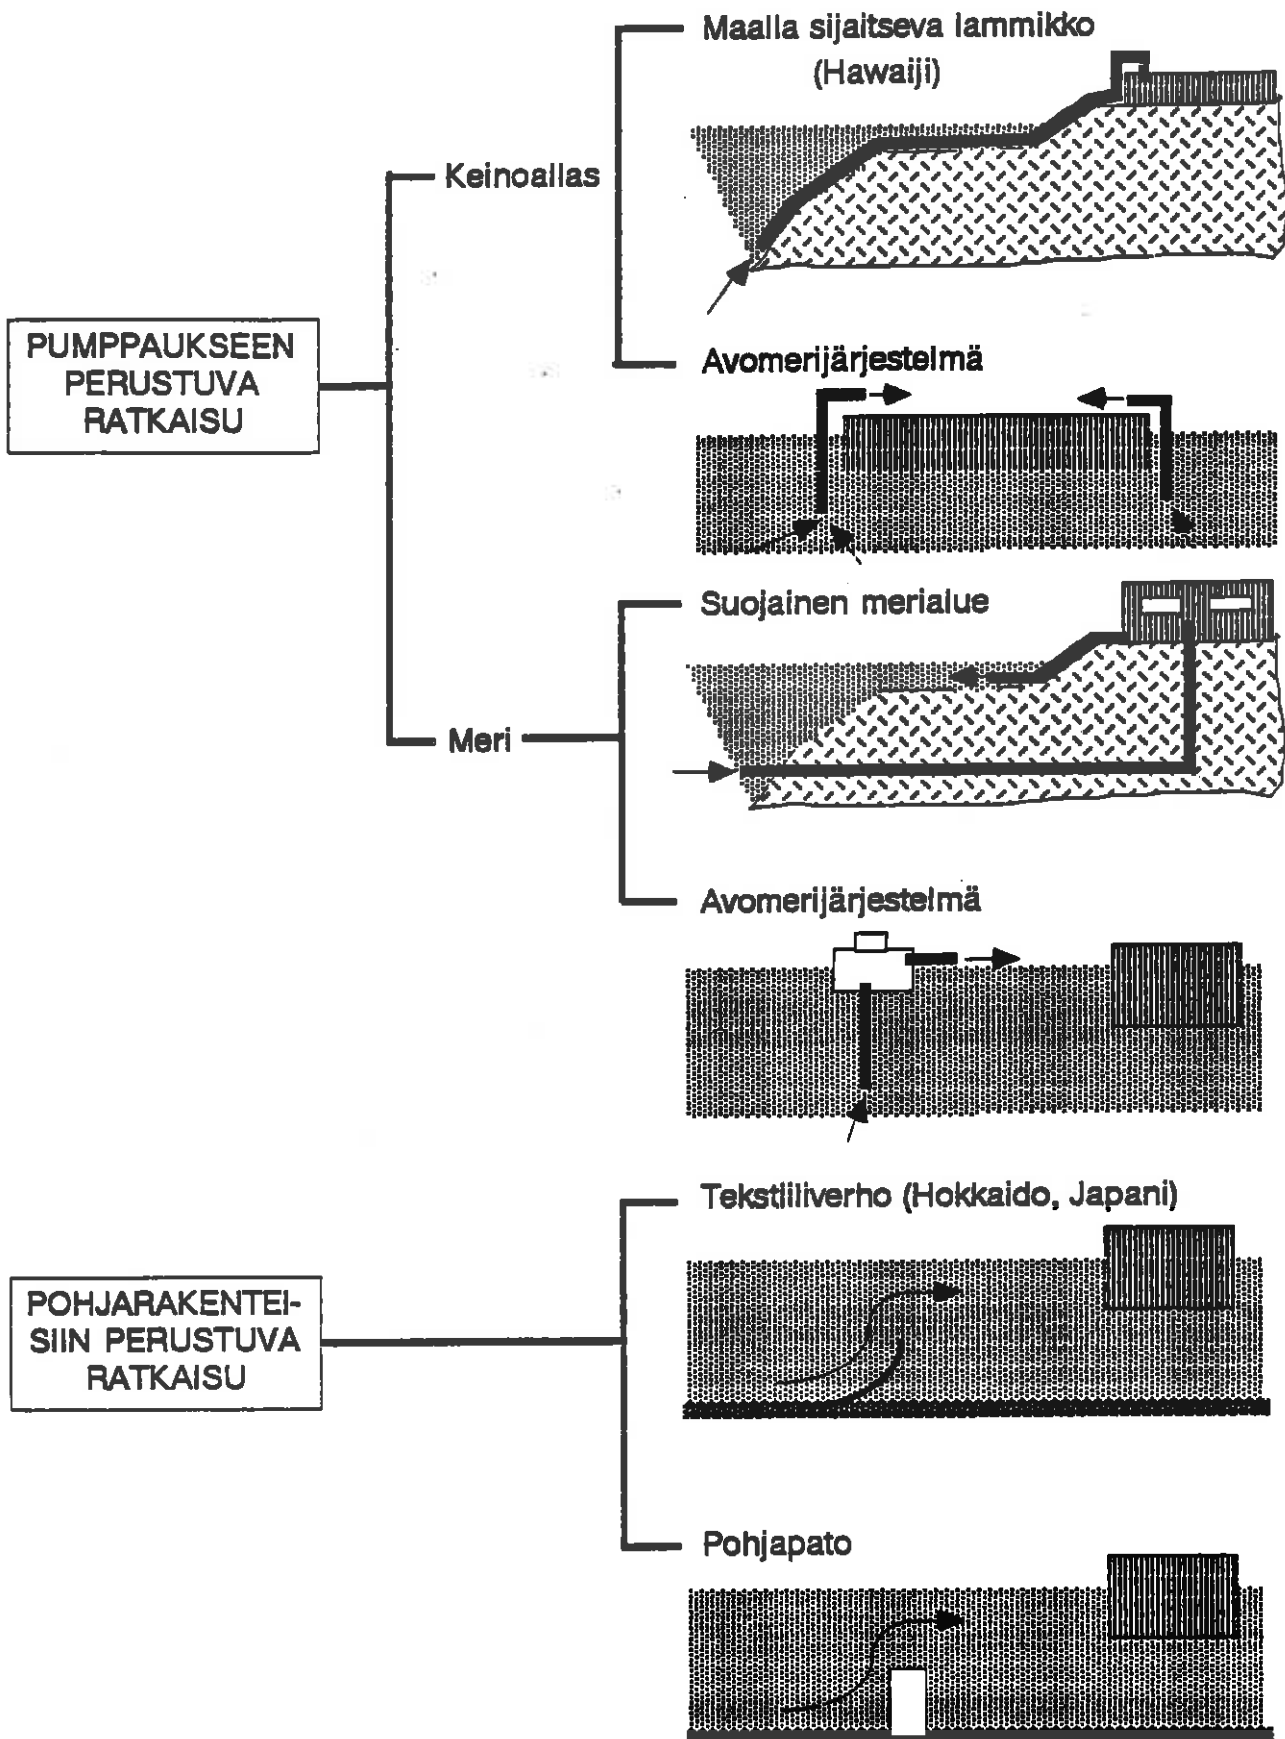 Maalla sijaitseva lammikko
(Hawaiji)
Keinoallas
PUMPPAUKSEEN
PERUSTUVA
RATKAISU
Avomerijärjestelmä
Suojainen merialue
Meri
Avomerijärjestelmä
Tekstiiliverho (Hokkaido, Japani)
POHJARAKENTEI-
SIIN PERUSTUVA
RATKAISU
Pohjapato